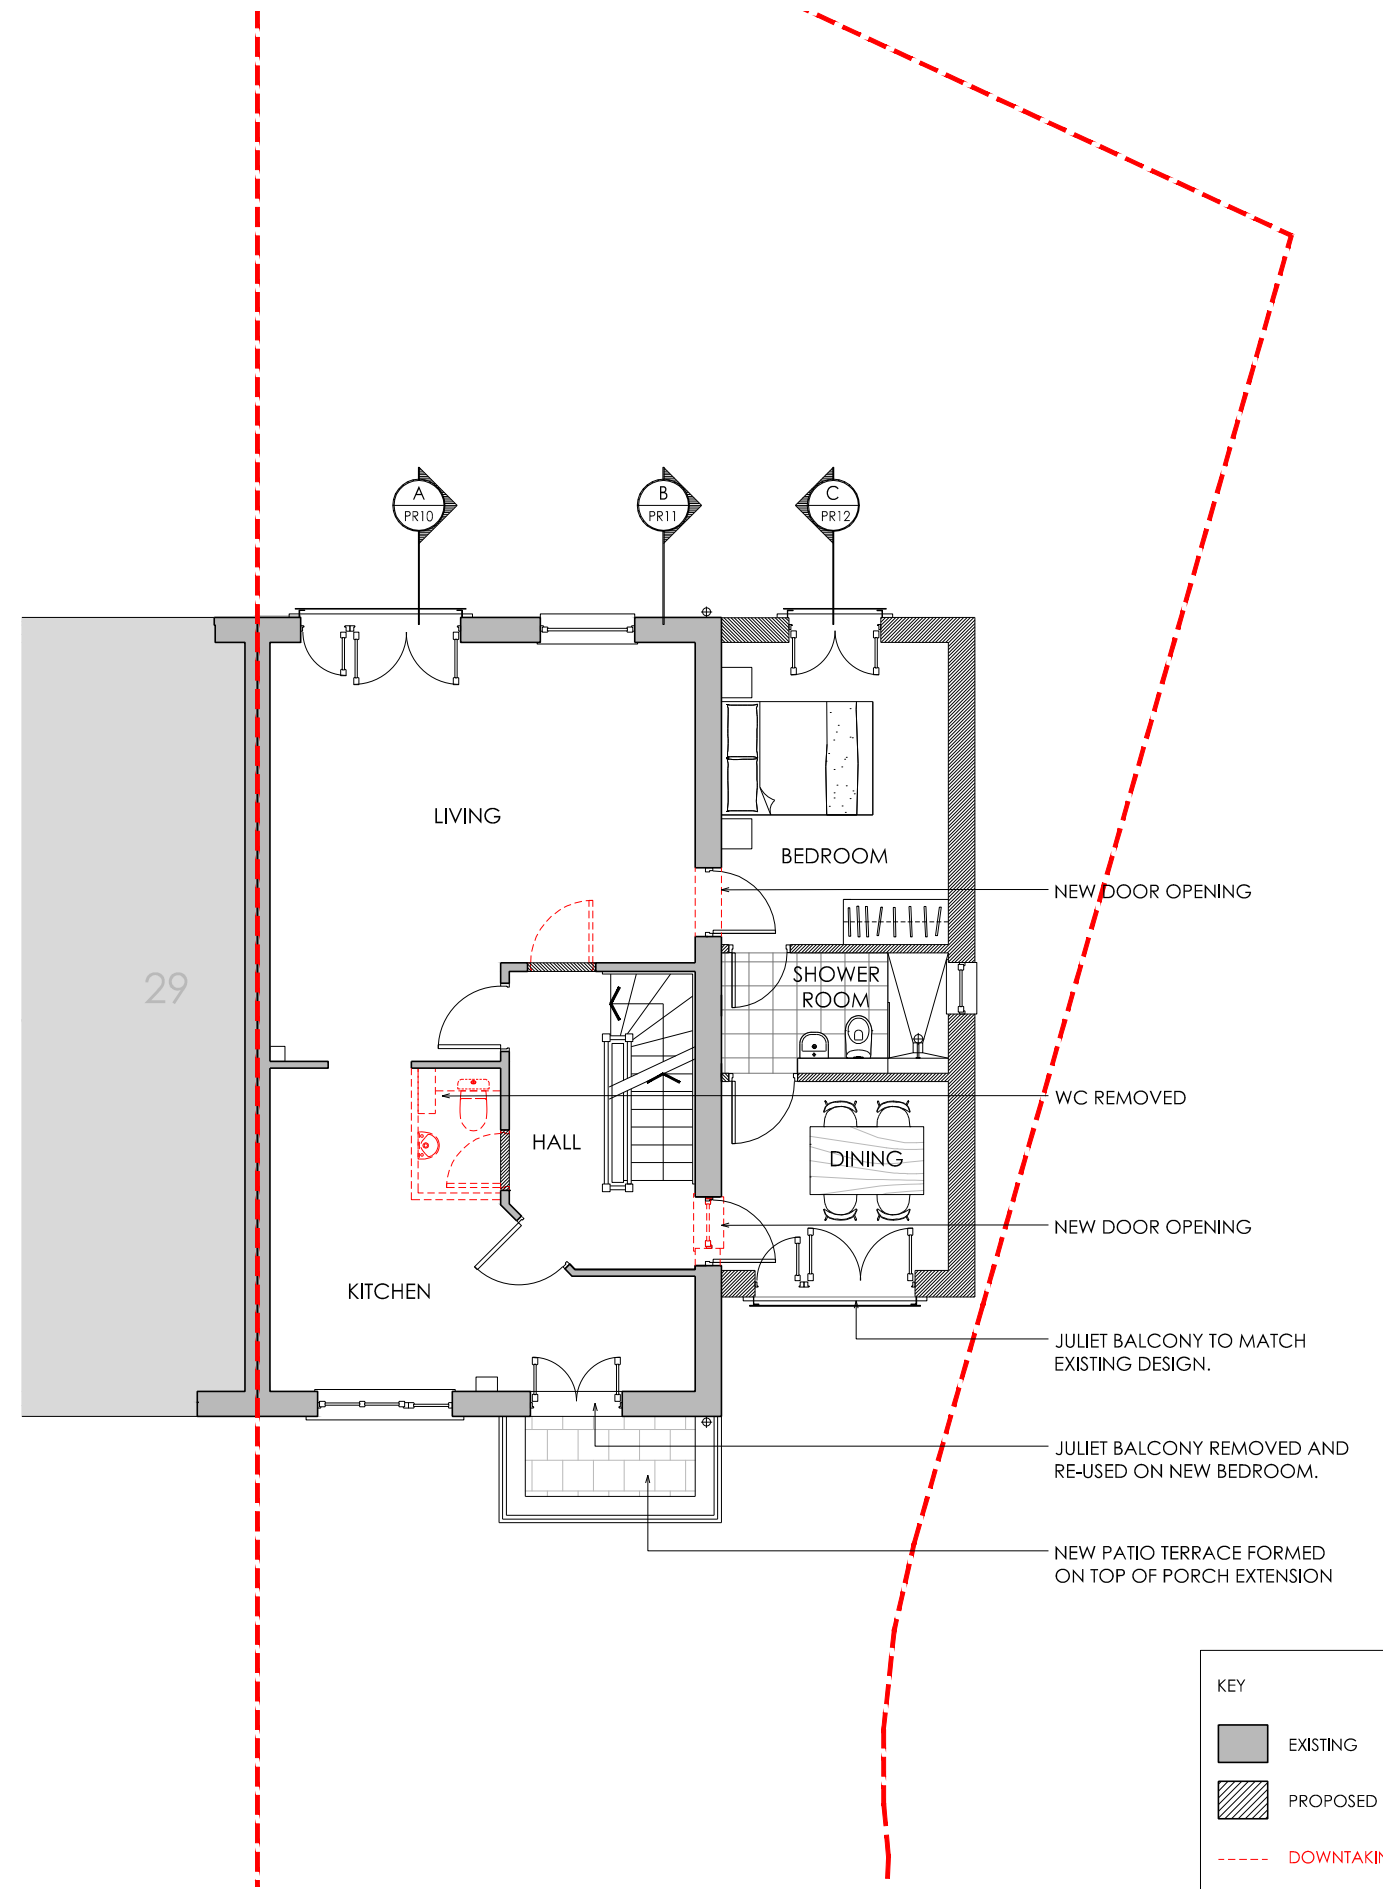 A
PR10
B
PR11
C
PR12
LIVING
BEDROOM
NEW DOOR OPENING
29
SHOWER
ROOM
WC REMOVED
HALL
DINING
NEW DOOR OPENING
KITCHEN
JULIET BALCONY TO MATCH
EXISTING DESIGN.
JULIET BALCONY REMOVED AND
RE-USED ON NEW BEDROOM.
NEW PATIO TERRACE FORMED
ON TOP OF PORCH EXTENSION
KEY
EXISTING
PROPOSED